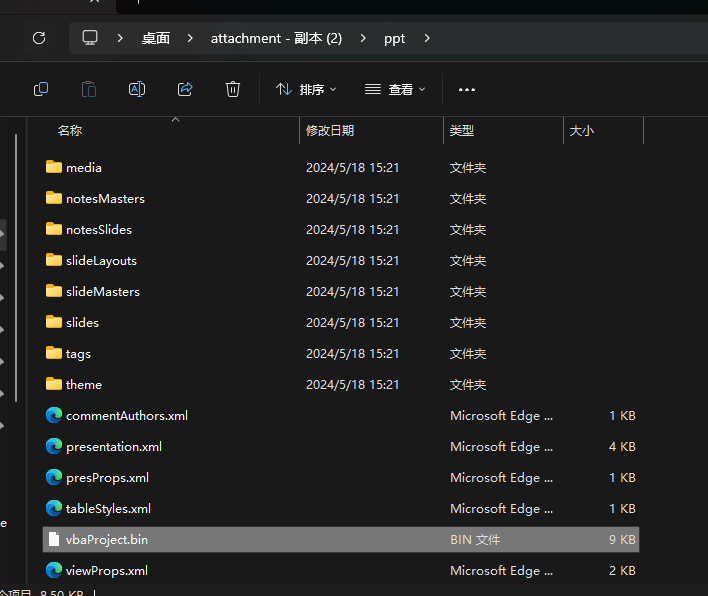 桌面 attachment - 副本 (2) ppt
排序 查看
名称 修改日期 类型 大小
media 2024/5/18 15:21 文件夹
notesMasters 2024/5/18 15:21 文件夹
notesSlides 2024/5/18 15:21 文件夹
slideLayouts 2024/5/18 15:21 文件夹
slideMasters 2024/5/18 15:21 文件夹
slides 2024/5/18 15:21 文件夹
tags 2024/5/18 15:21 文件夹
theme 2024/5/18 15:21 文件夹
commentAuthors.xml Microsoft Edge ... 1 KB
presentation.xml Microsoft Edge ... 4 KB
presProps.xml Microsoft Edge ... 1 KB
tableStyles.xml Microsoft Edge ... 1 KB
e
vbaProject.bin BIN 文件 9 KB
viewProps.xml Microsoft Edge ... 2 KB
个项目 8.50 KB